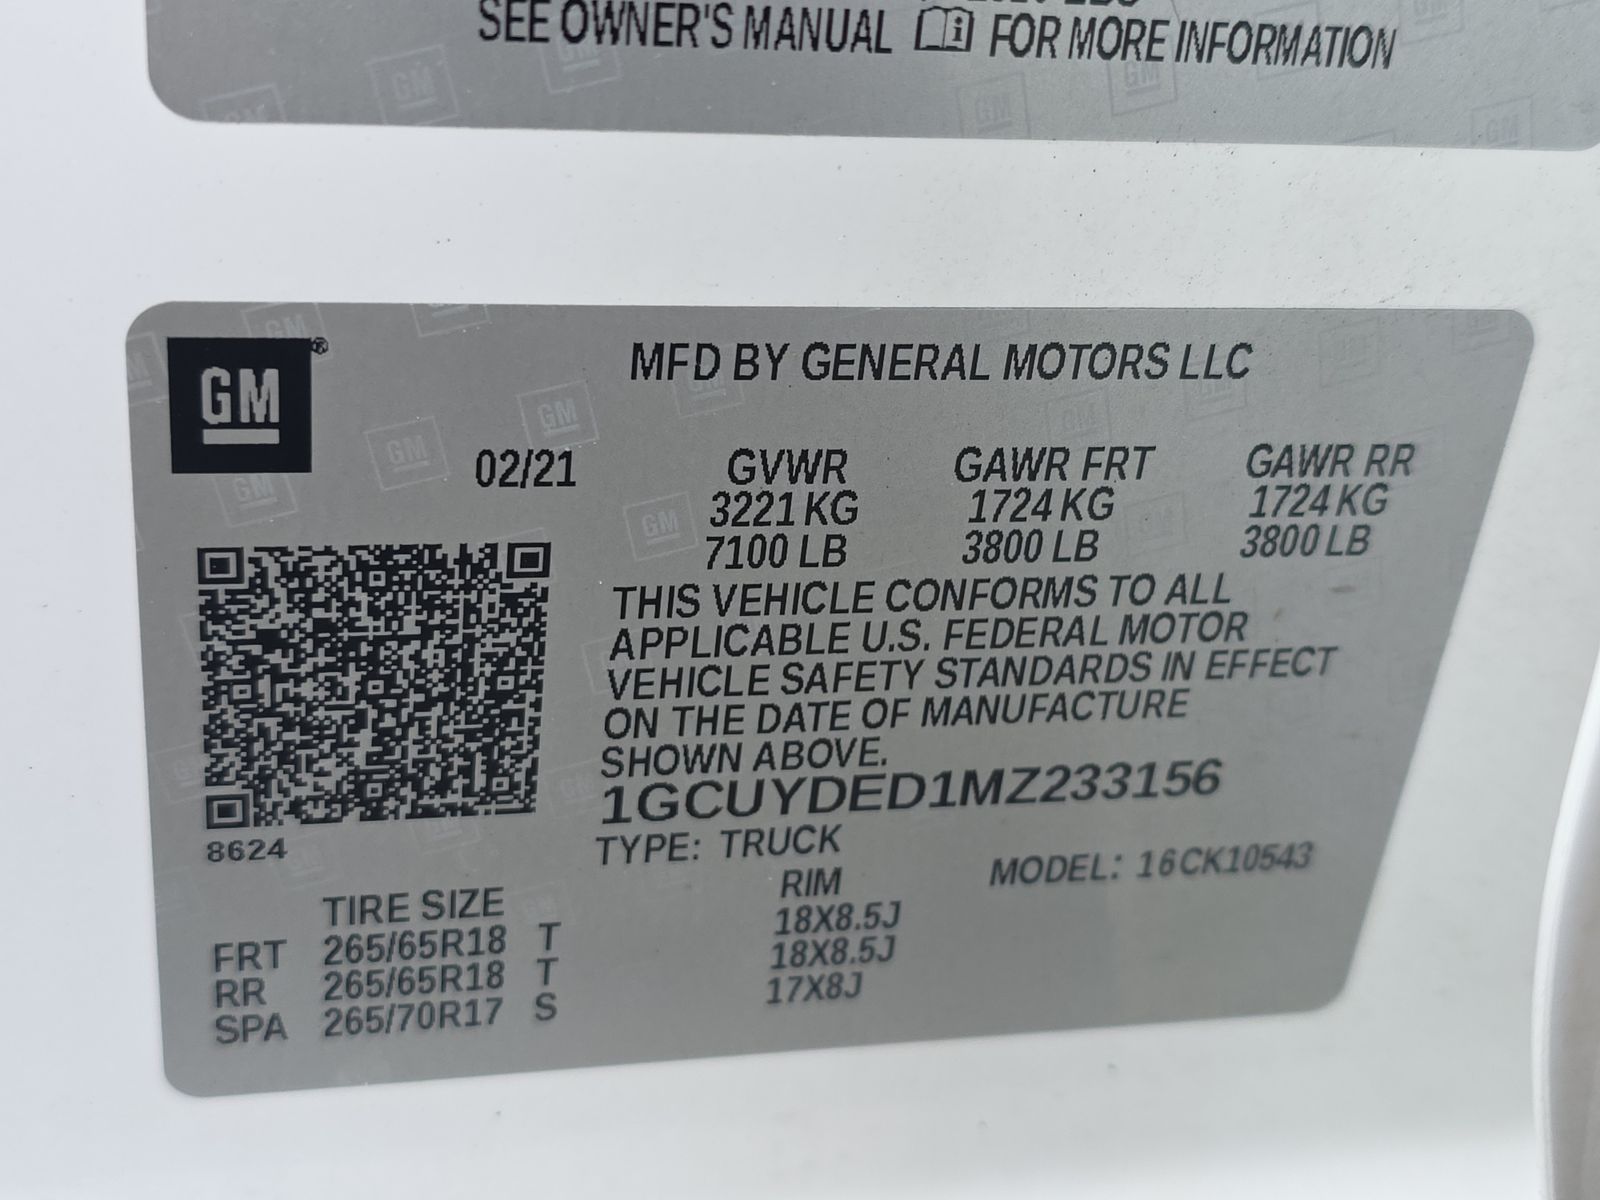 SEE OWNER'S MANUAL FOR MORE INFORMATION
GM ®
MFD BY GENERAL MOTORS LLC
02/21 GVWR GAWR FRT GAWR RR
3221 KG 1724 KG 1724 KG
7100 LB 3800 LB 3800 LB
THIS VEHICLE CONFORMS TO ALL
APPLICABLE U.S. FEDERAL MOTOR
VEHICLE SAFETY STANDARDS IN EFFECT
ON THE DATE OF MANUFACTURE
SHOWN ABOVE.
1GCUYDED1MZ233156
8624
TYPE: TRUCK MODEL: 16CK10543
TIRE SIZE RIM
FRT 265/65R18 T 18X8.5J
RR 265/65R18 T 18X8.5J
SPA 265/70R17 S 17X8J